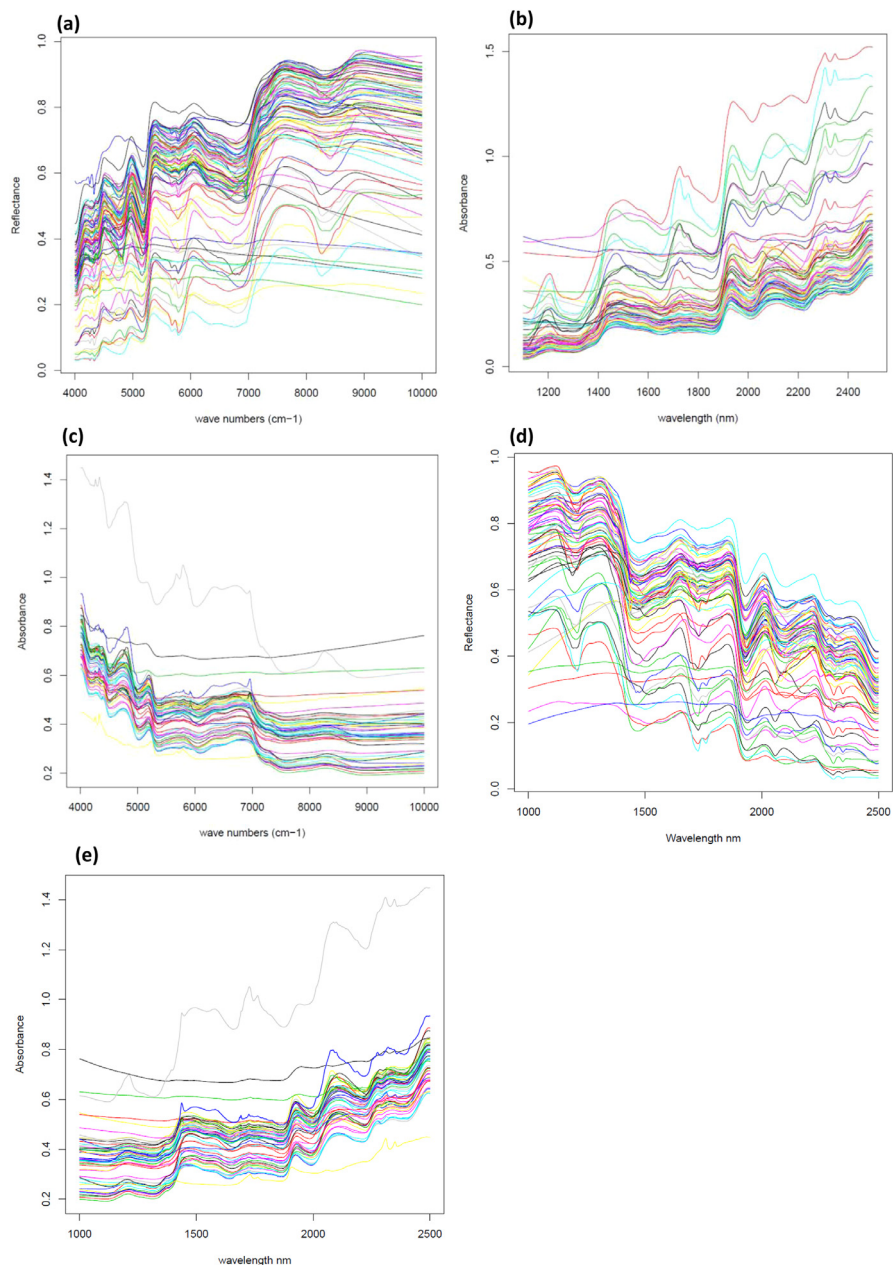 (a)
1.0
0.8
0.6
0.4
0.2
0.0
Reflectance
4000 5000 6000 7000 8000 9000 10000
wave numbers (cm−1)
(b)
1.5
1.0
0.5
0.0
Absorbance
1200 1400 1600 1800 2000 2200 2400
wavelength (nm)
(c)
1.4
1.2
1.0
0.8
0.6
0.4
0.2
Absorbance
4000 5000 6000 7000 8000 9000 10000
wave numbers (cm−1)
(d)
1.0
0.8
0.6
0.4
0.2
0.0
Reflectance
1000 1500 2000 2500
Wavelength nm
(e)
1.4
1.2
1.0
0.8
0.6
0.4
0.2
Absorbance
1000 1500 2000 2500
wavelength nm